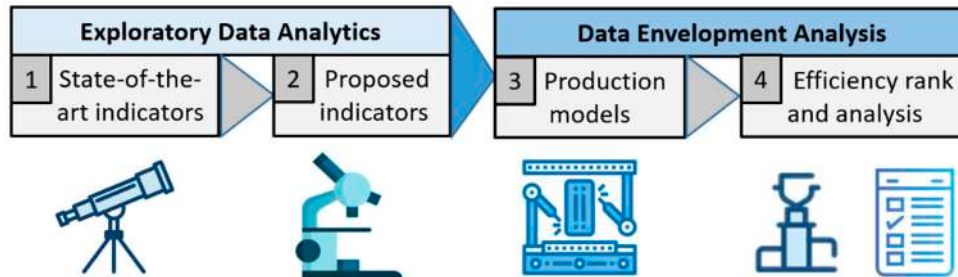 Exploratory Data Analytics
Data Envelopment Analysis
1
State-of-the-
art indicators
2
Proposed
indicators
3
Production
models
4
Efficiency rank
and analysis